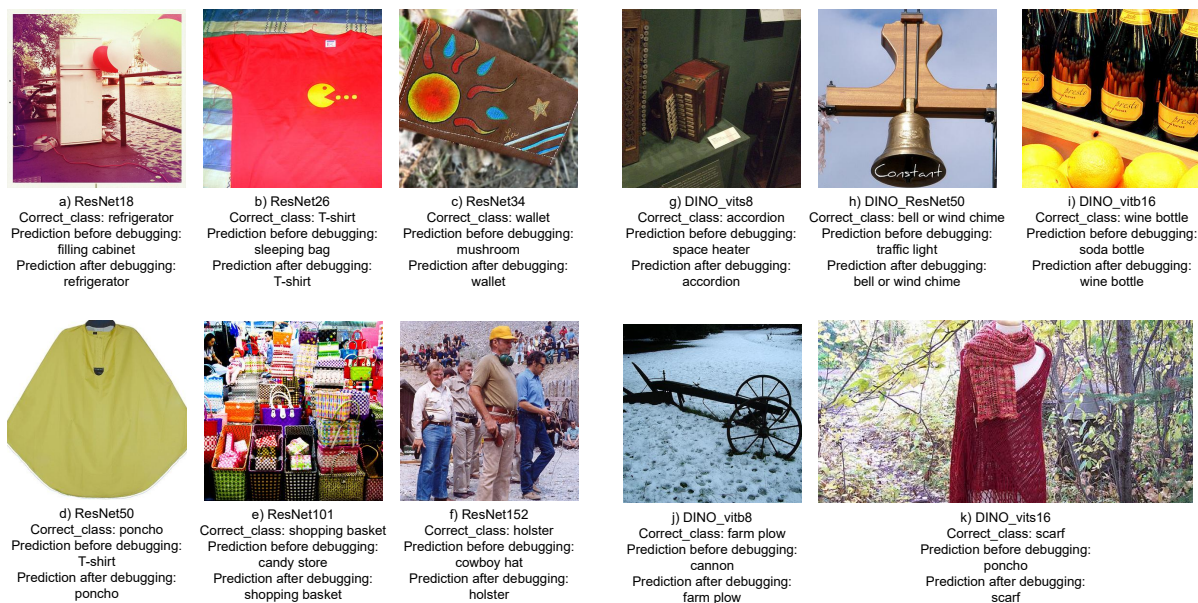 Constant
a) ResNet18
Correct_class: refrigerator
Prediction before debugging:
filling cabinet
Prediction after debugging:
refrigerator
b) ResNet26
Correct_class: T-shirt
Prediction before debugging:
sleeping bag
Prediction after debugging:
T-shirt
c) ResNet34
Correct_class: wallet
Prediction before debugging:
mushroom
Prediction after debugging:
wallet
g) DINO_vits8
Correct_class: accordion
Prediction before debugging:
space heater
Prediction after debugging:
accordion
h) DINO_ResNet50
Correct_class: bell or wind chime
Prediction before debugging:
traffic light
Prediction after debugging:
bell or wind chime
i) DINO_vitb16
Correct_class: wine bottle
Prediction before debugging:
soda bottle
Prediction after debugging:
wine bottle
d) ResNet50
Correct_class: poncho
Prediction before debugging:
T-shirt
Prediction after debugging:
poncho
e) ResNet101
Correct_class: shopping basket
Prediction before debugging:
candy store
Prediction after debugging:
shopping basket
f) ResNet152
Correct_class: holster
Prediction before debugging:
cowboy hat
Prediction after debugging:
holster
j) DINO_vitb8
Correct_class: farm plow
Prediction before debugging:
cannon
Prediction after debugging:
farm plow
k) DINO_vits16
Correct_class: scarf
Prediction before debugging:
poncho
Prediction after debugging:
scarf